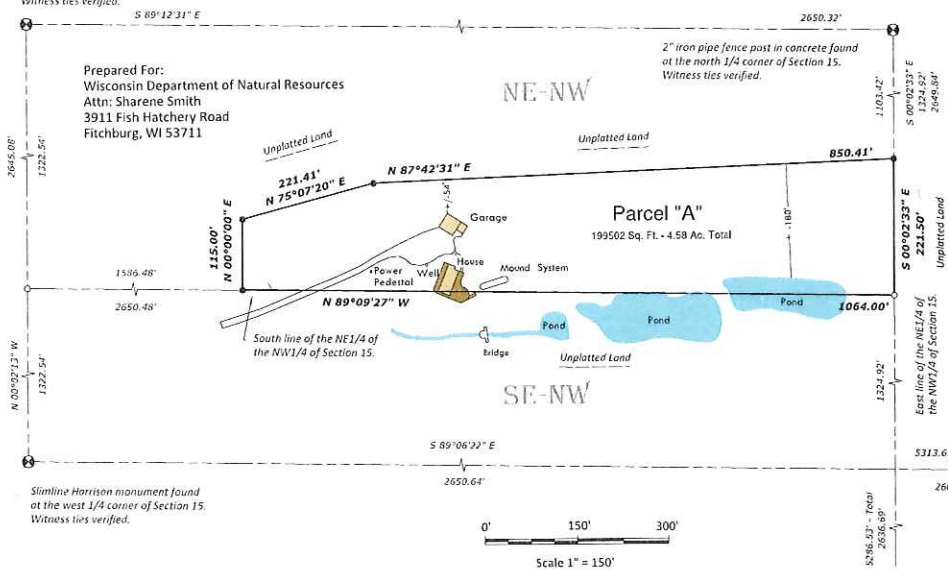 Witness ties verified.
S 89°12'31" E
2650.32'
2" iron pipe fence post in concrete found
at the north 1/4 corner of Section 15.
Witness ties verified.
Prepared For:
Wisconsin Department of Natural Resources
Attn: Sharene Smith
3911 Fish Hatchery Road
Fitchburg, WI 53711
NE-NW
1103.42'
S 00°02'33" E
1324.92'
2649.84'
2645.08'
1322.54'
Unplatted Land
Unplatted Land
221.41'
N 75°07'20" E
N 87°42'31" E
850.41'
+/-54'
Garage
Parcel "A"
199502 Sq. Ft. - 4.58 Ac. Total
+ -180'
115.00'
N 00°00'00" E
S 00°02'33" E
221.50'
Unplatted Land
House
Well
Power
Pedestal
Mound System
1586.48'
2650.48'
N 89°09'27" W
Pond
1064.00'
Pond
Pond
Bridge
Unplatted Land
South line of the NE1/4 of
the NW1/4 of Section 15.
East line of the NE1/4 of
the NW1/4 of Section 15.
N 00°02'13" W
1322.54'
1324.92'
SE-NW
S 89°06'22" E
2650.64'
5313.6
Slimline Harrison monument found
at the west 1/4 corner of Section 15.
Witness ties verified.
0'
150'
300'
Scale 1" = 150'
5286.53' - Total
2636.69'